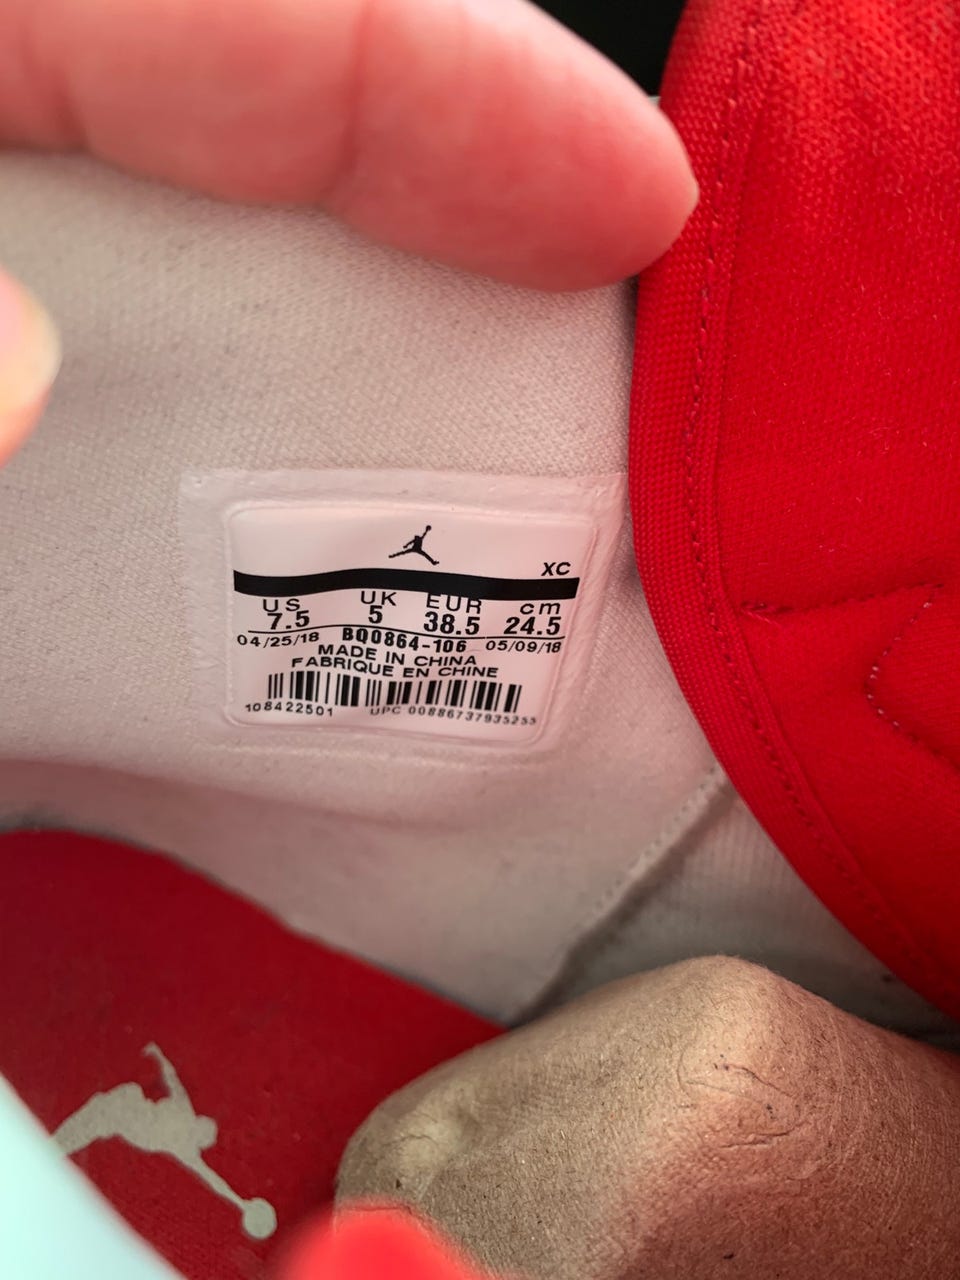 XC
US UK EUR cm
7.5 5 38.5 24.5
04/25/18 BQ0864-106 05/09/18
MADE IN CHINA
FABRIQUE EN CHINE
108422501 UPC 00886737935255